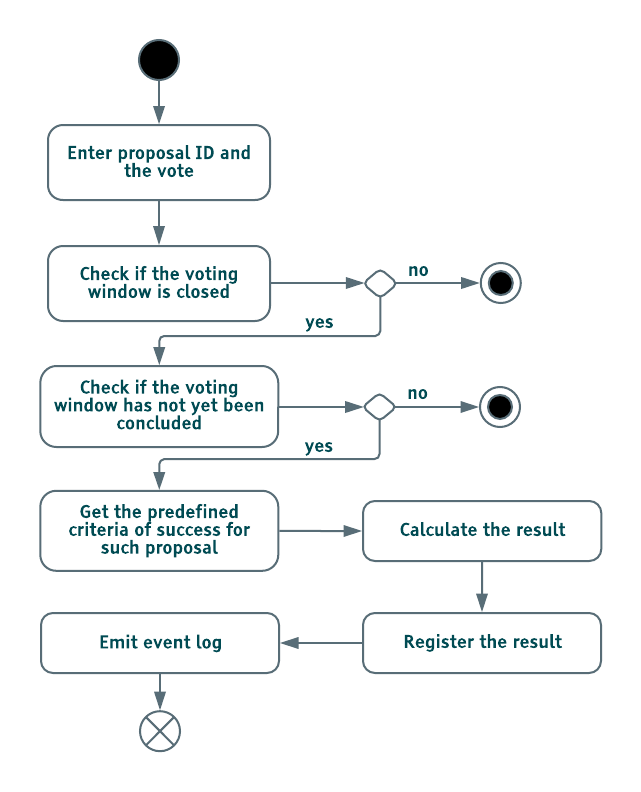 Enter proposal ID and
the vote
Check if the voting
window is closed
no
yes
Check if the voting
window has not yet been
concluded
no
yes
Get the predefined
criteria of success for
such proposal
Calculate the result
Emit event log
Register the result